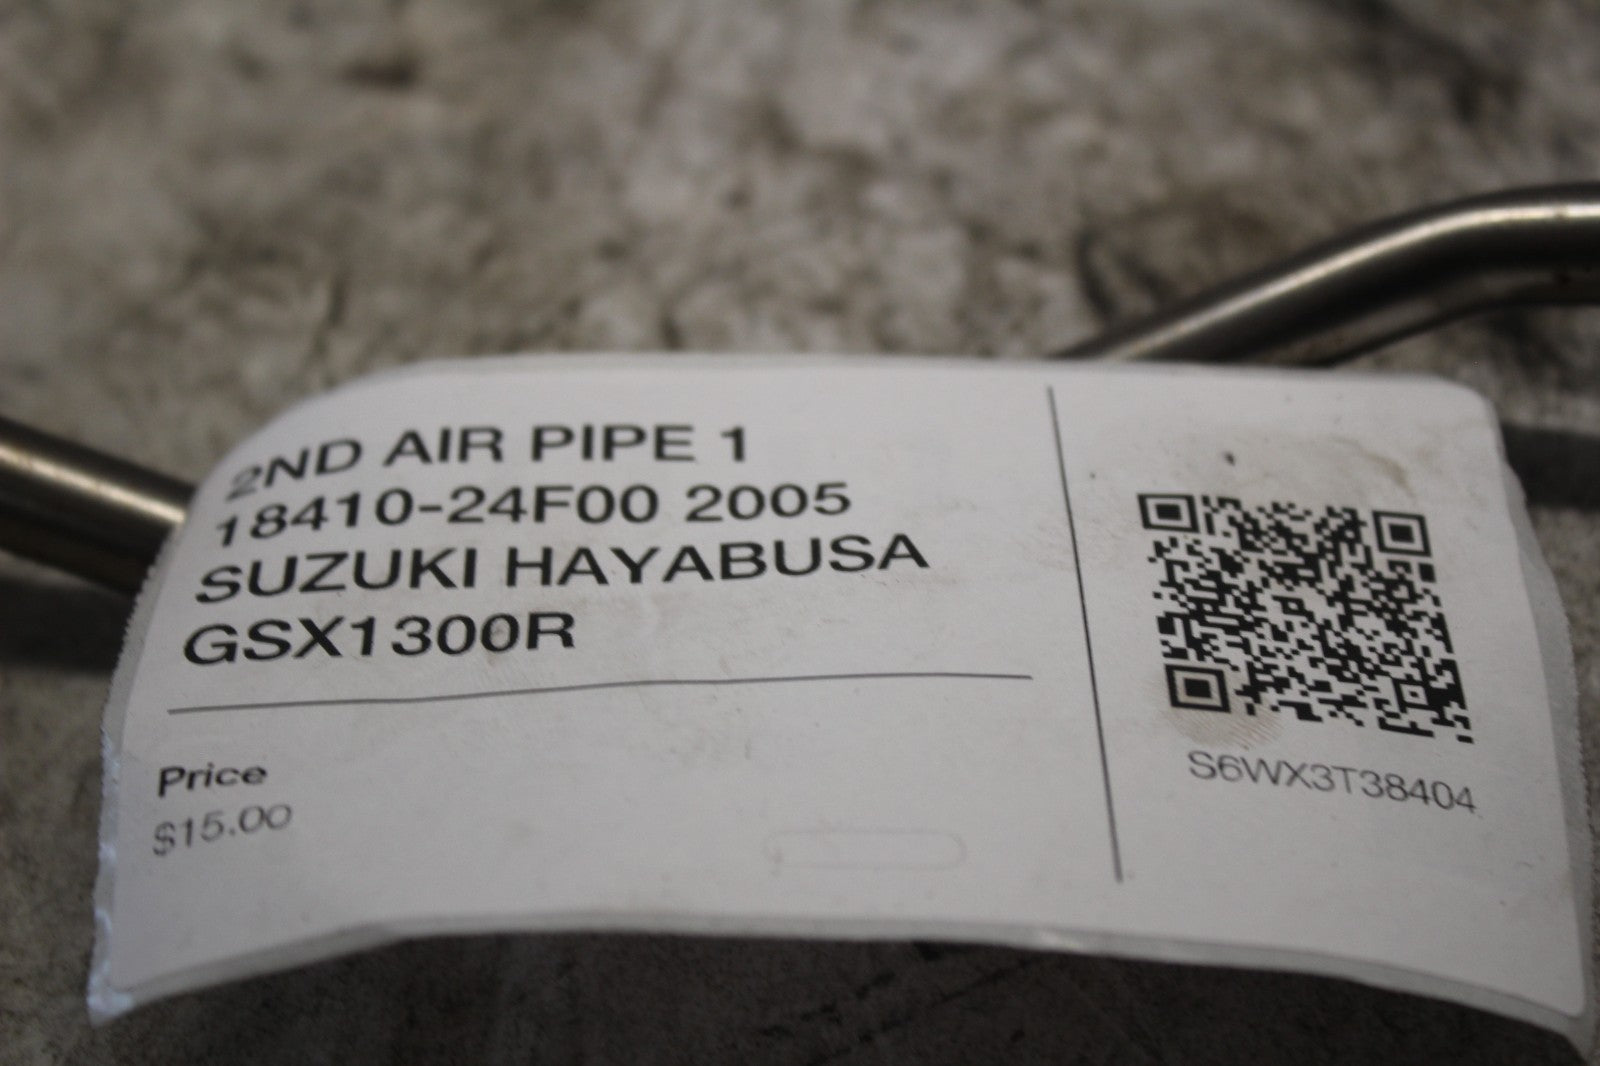 2ND AIR PIPE 1
18410-24F00 2005
SUZUKI HAYABUSA
GSX1300R
Price
$15.00
S6WX3T38404